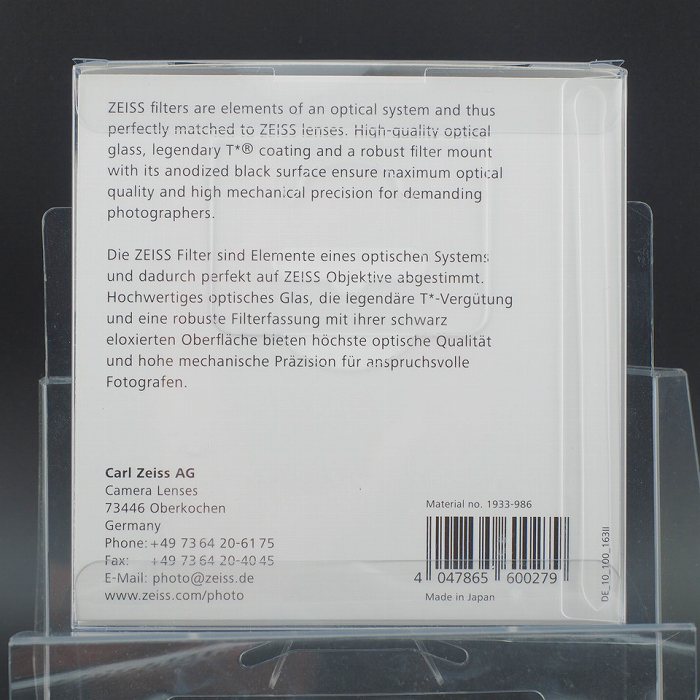 ZEISS filters are elements of an optical system and thus
perfectly matched to ZEISS lenses. High-quality optical
glass, legendary T*® coating and a robust filter mount
with its anodized black surface ensure maximum optical
quality and high mechanical precision for demanding
photographers.
Die ZEISS Filter sind Elemente eines optischen Systems
und dadurch perfekt auf ZEISS Objektive abgestimmt.
Hochwertiges optisches Glas, die legendäre T*-Vergütung
und eine robuste Filterfassung mit ihrer schwarz
eloxierten Oberfläche bieten höchste optische Qualität
und hohe mechanische Präzision für anspruchsvolle
Fotografen.
Carl Zeiss AG
Camera Lenses
73446 Oberkochen
Germany
Phone: +49 73 64 20-61 75
Fax: +49 73 64 20-40 45
E-Mail: photo@zeiss.de
www.zeiss.com/photo
Material no. 1933-986
4 047865 600279
Made in Japan
DE_10_100_163II